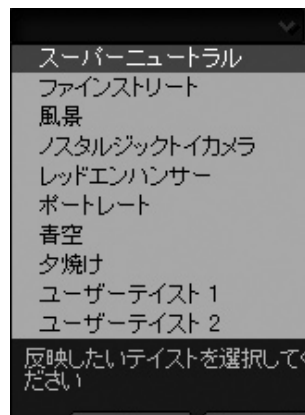 スーパーニュートラル
ファインストリート
風景
ノスタルジックトイカメラ
レッドエンハンサー
ポートレート
青空
夕焼け
ユーザーテイスト 1
ユーザーテイスト 2
反映したいテイストを選択してく
ださい